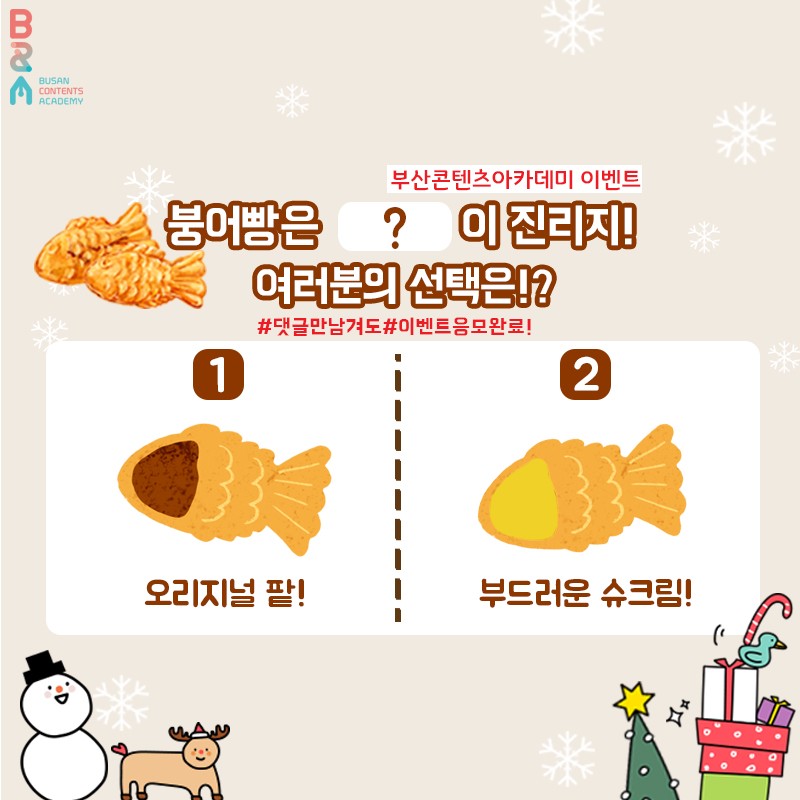 B
&
BUSAN
CONTENTS
ACADEMY
부산콘텐츠아카데미 이벤트
붕어빵은 ? 이 진리지!
여러분의 선택은!?
#댓글만남겨도#이벤트응모완료!
1
2
오리지널 팥!
부드러운 슈크림!